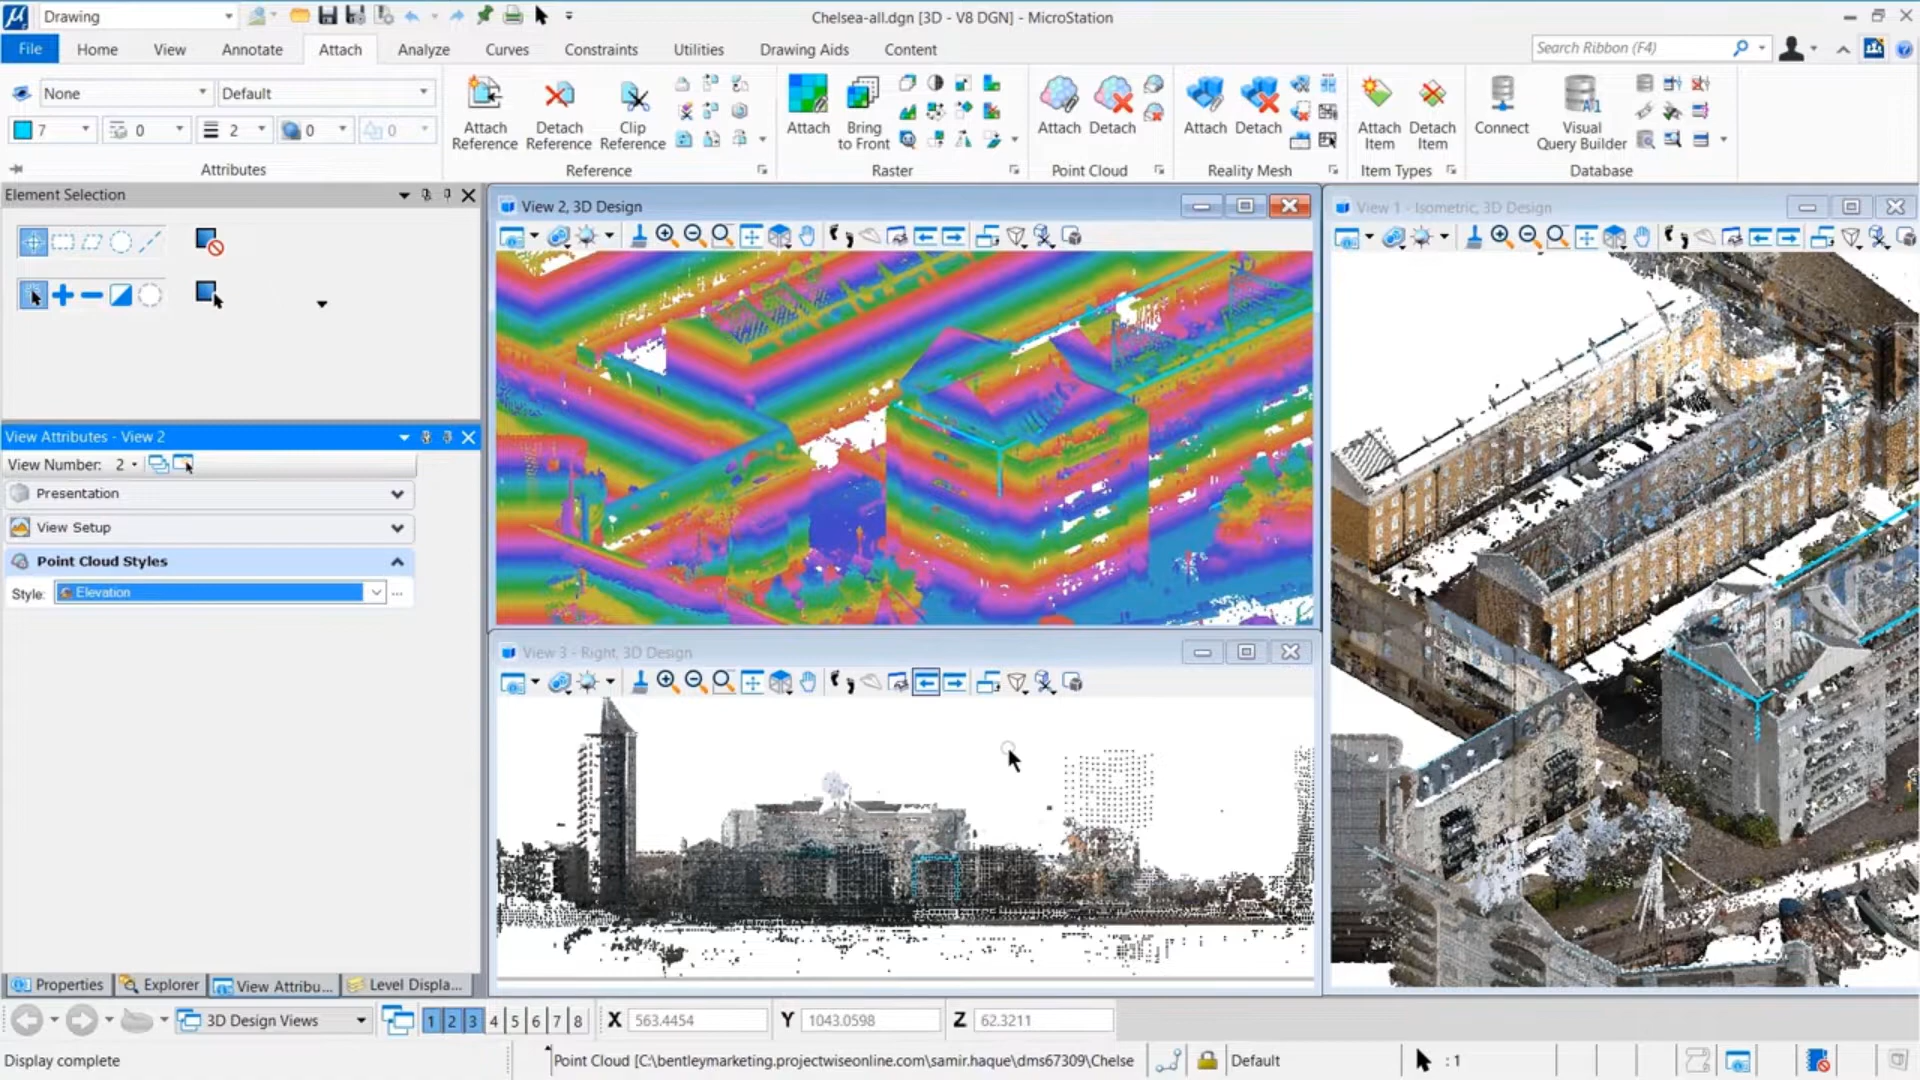 Drawing
Chelsea-all.dgn [3D - V8 DGN] - MicroStation
File Home View Annotate Attach Analyze Curves Constraints Utilities Drawing Aids Content
Search Ribbon (F4)
None Default
7 0 2 0 0
Attributes
Attach Reference
Detach Reference
Clip Reference
Reference
Attach
Bring to Front
Raster
Attach Detach
Point Cloud
Attach Detach
Reality Mesh
Attach Item
Detach Item
Item Types
Connect
Visual Query Builder
Database
Element Selection
View Attributes - View 2
View Number: 2
Presentation
View Setup
Point Cloud Styles
Style: Elevation
View 2, 3D Design
View 1 - Isometric, 3D Design
View 3 - Right, 3D Design
Properties Explorer View Attribu... Level Displa...
3D Design Views
1 2 3 4 5 6 7 8
X 563.4454 Y 1043.0598 Z 62.3211
Display complete
Point Cloud [C:\bentleymarketing.projectwiseonline.com\samir.haque\dms67309\Chelse
Default
: 1